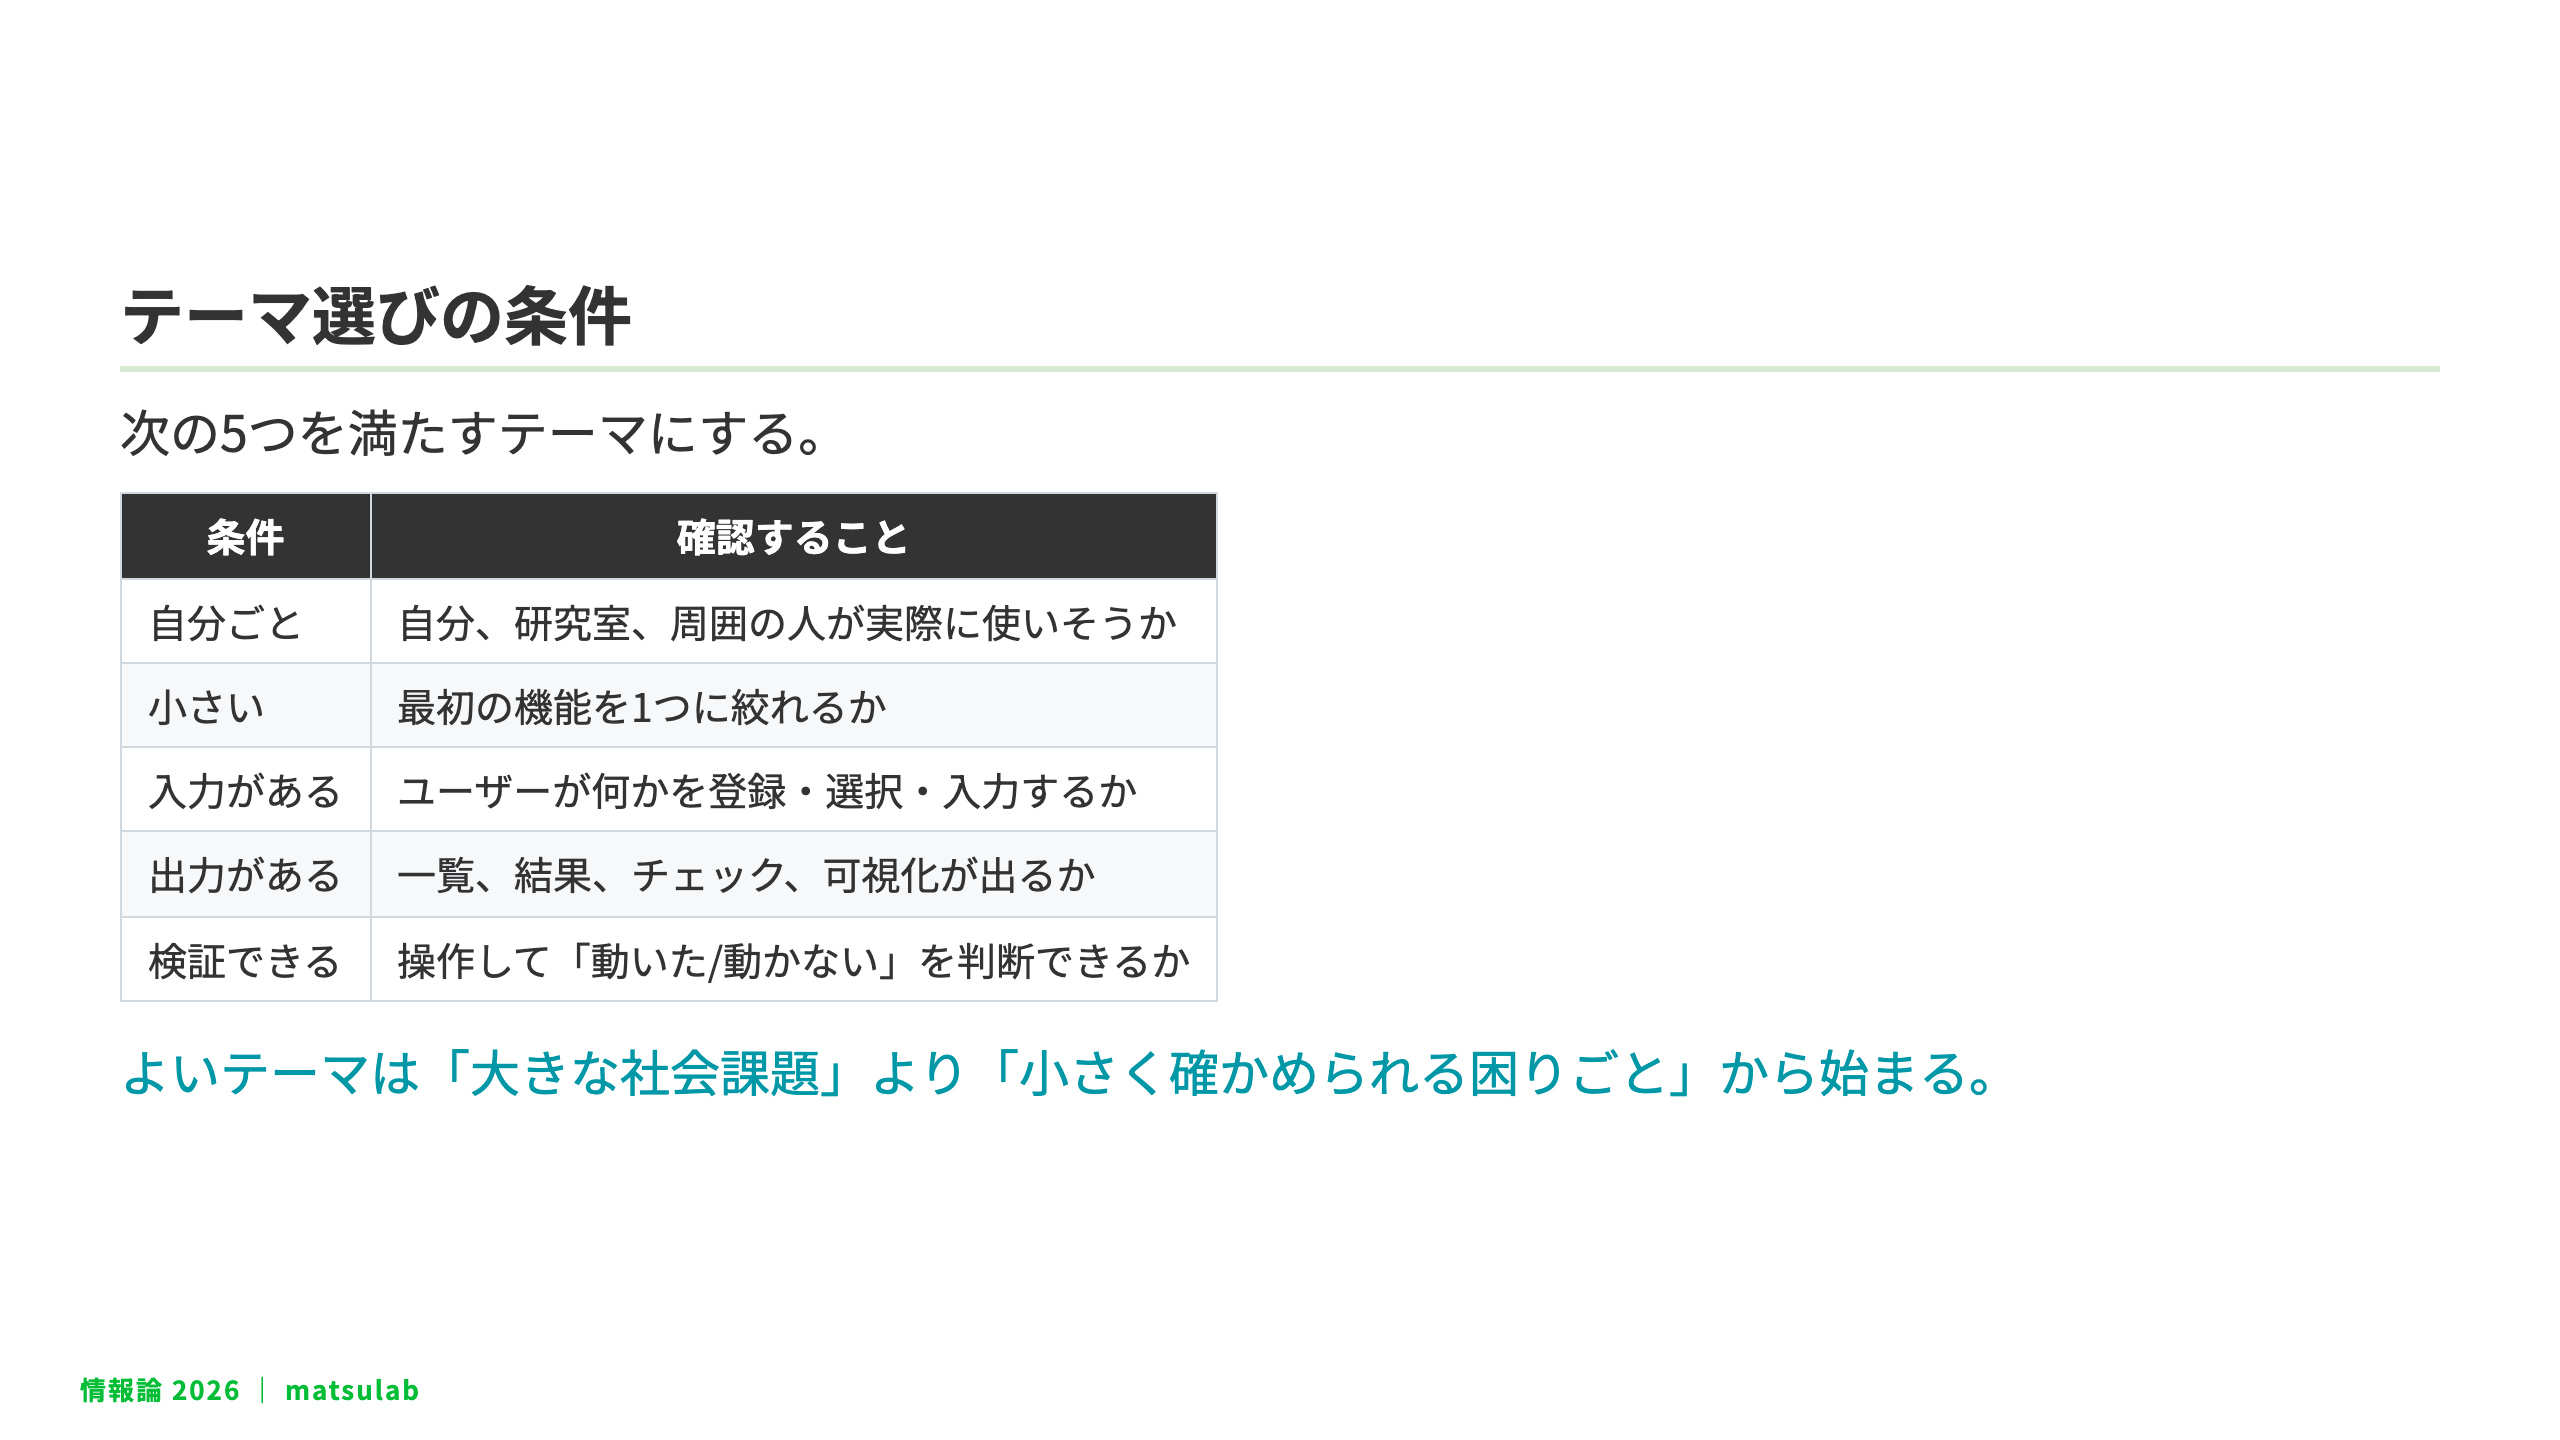 テーマ選びの条件
次の5つを満たすテーマにする。
条件 確認すること
自分ごと 自分、研究室、周囲の人が実際に使いそうか
小さい 最初の機能を1つに絞れるか
入力がある ユーザーが何かを登録・選択・入力するか
出力がある 一覧、結果、チェック、可視化が出るか
検証できる 操作して「動いた/動かない」を判断できるか
よいテーマは「大きな社会課題」より「小さく確かめられる困りごと」から始まる。
情報論 2026 ｜ matsulab